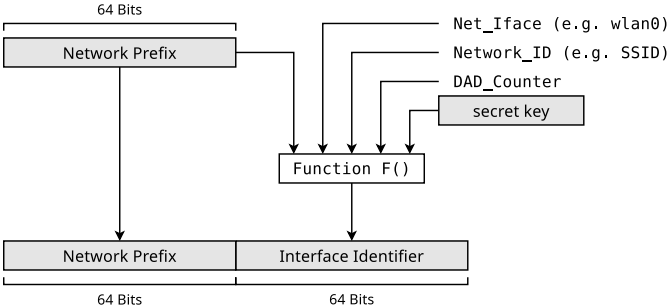 64 Bits
Network Prefix
Net_Iface (e.g. wlan0)
Network_ID (e.g. SSID)
DAD_Counter
secret key
Function F()
Network Prefix
Interface Identifier
64 Bits
64 Bits